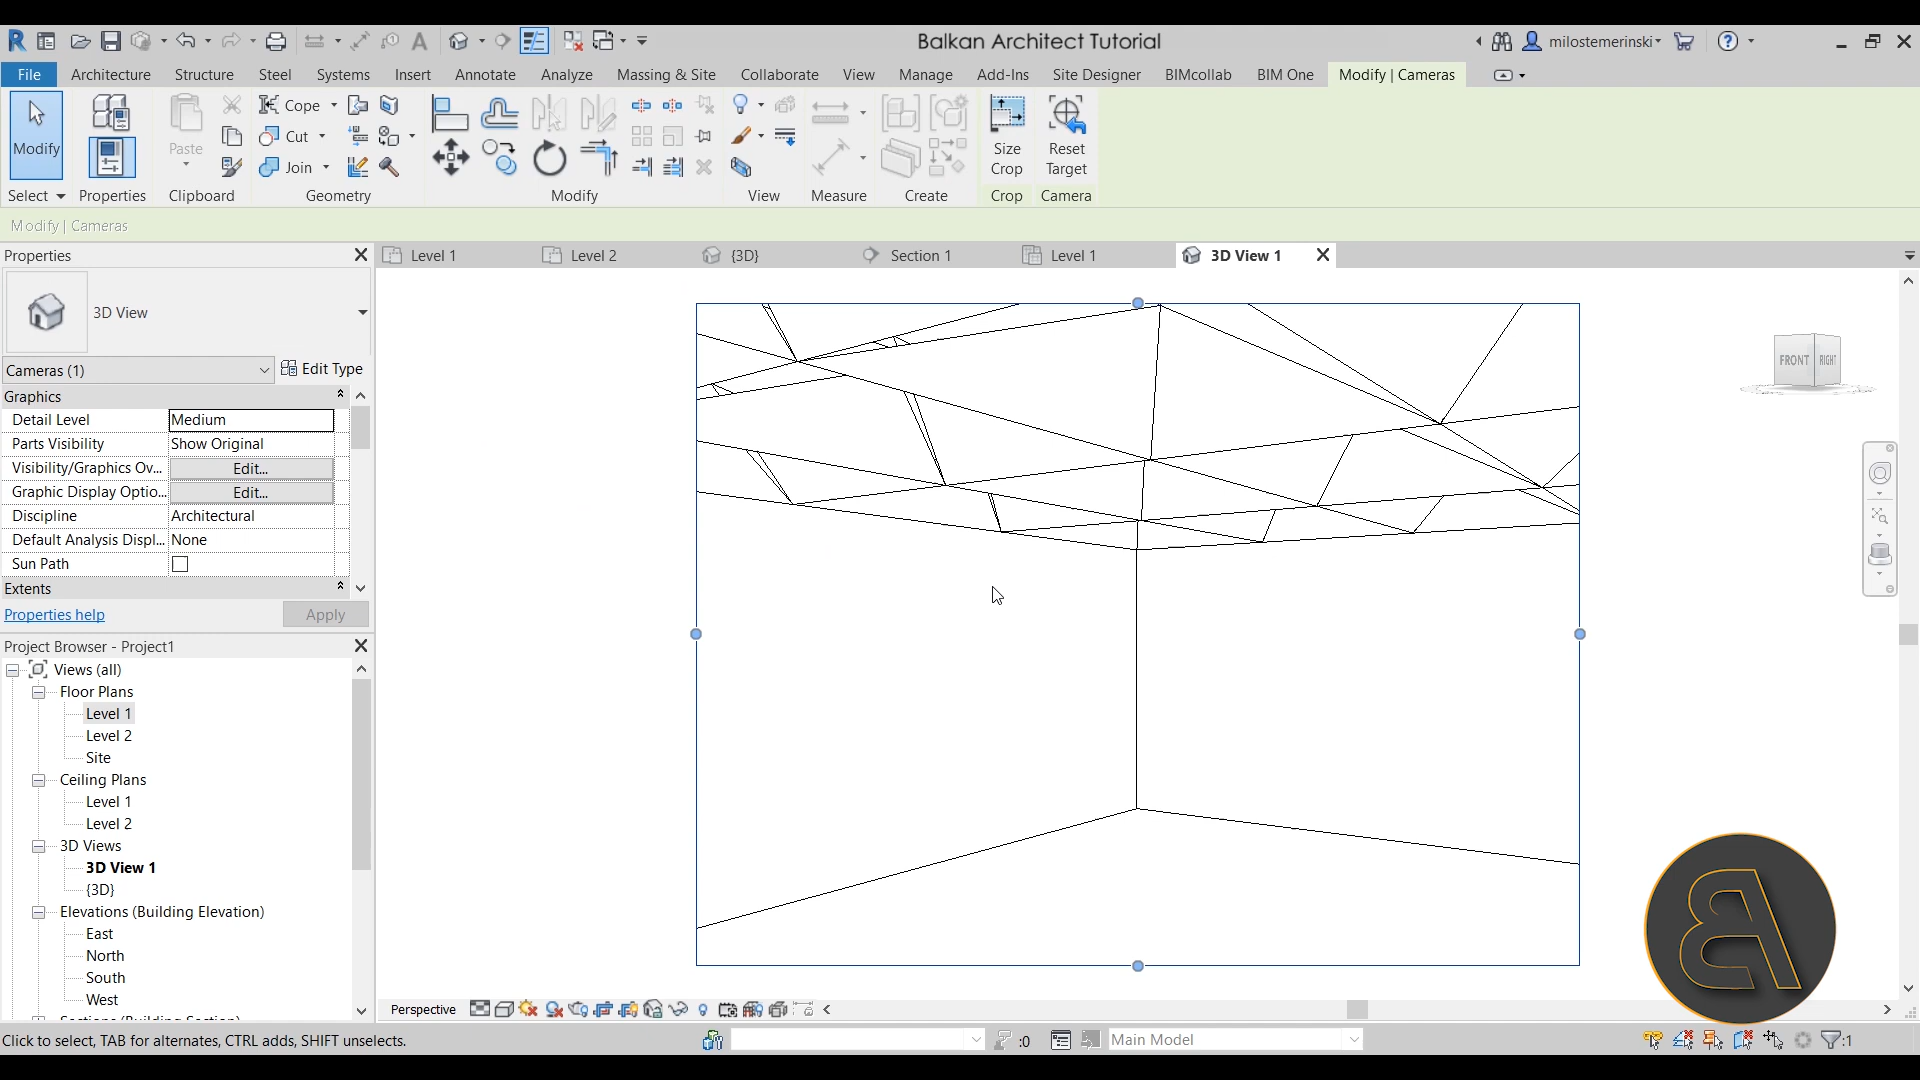 Balkan Architect Tutorial
milostemerinski
File Architecture Structure Steel Systems Insert Annotate Analyze Massing & Site Collaborate View Manage Add-Ins Site Designer BIMcollab BIM One Modify | Cameras
Modify
Paste
Cope
Cut
Join
Size Crop
Reset Target
Select Properties Clipboard Geometry Modify View Measure Create Crop Camera
Modify | Cameras
Properties
Level 1 Level 2 {3D} Section 1 Level 1 3D View 1
3D View
Cameras (1) Edit Type
Graphics
Detail Level Medium
Parts Visibility Show Original
Visibility/Graphics Ov... Edit...
Graphic Display Optio... Edit...
Discipline Architectural
Default Analysis Displ... None
Sun Path
Extents
Properties help Apply
FRONT RIGHT
Project Browser - Project1
Views (all)
Floor Plans
Level 1
Level 2
Site
Ceiling Plans
Level 1
Level 2
3D Views
3D View 1
{3D}
Elevations (Building Elevation)
East
North
South
West
Perspective
Click to select, TAB for alternates, CTRL adds, SHIFT unselects.
:0
Main Model
:1